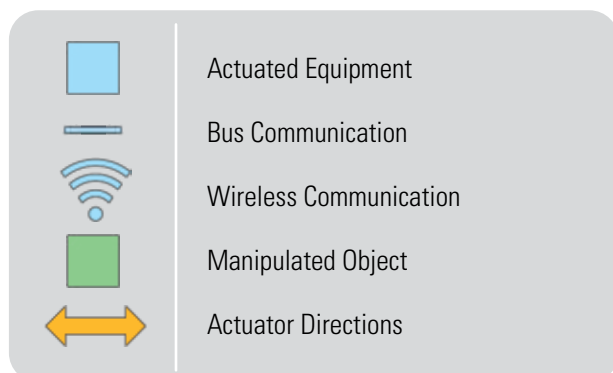 Actuated Equipment
Bus Communication
Wireless Communication
Manipulated Object
Actuator Directions